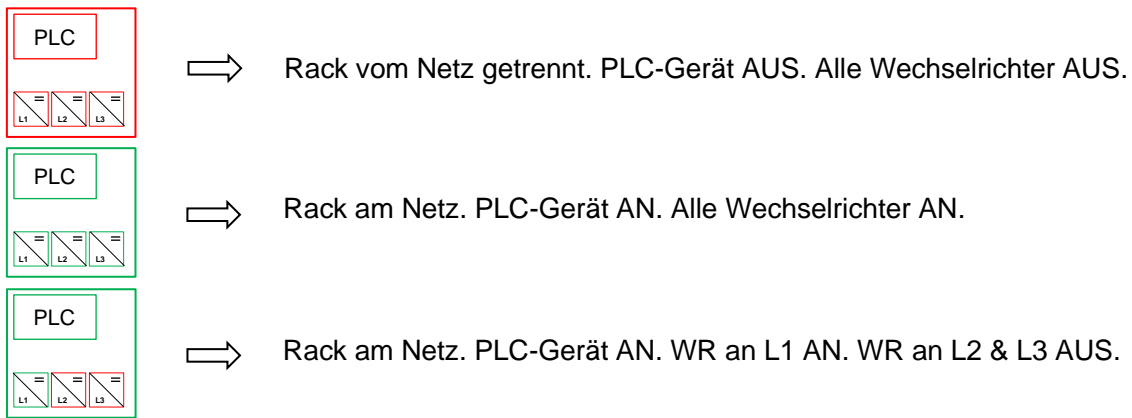 PLC
L1 L2 L3
Rack vom Netz getrennt. PLC-Gerät AUS. Alle Wechselrichter AUS.
PLC
L1 L2 L3
Rack am Netz. PLC-Gerät AN. Alle Wechselrichter AN.
PLC
L1 L2 L3
Rack am Netz. PLC-Gerät AN. WR an L1 AN. WR an L2 & L3 AUS.